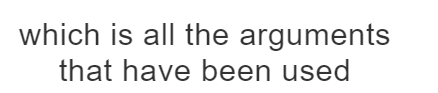 which is all the arguments
that have been used